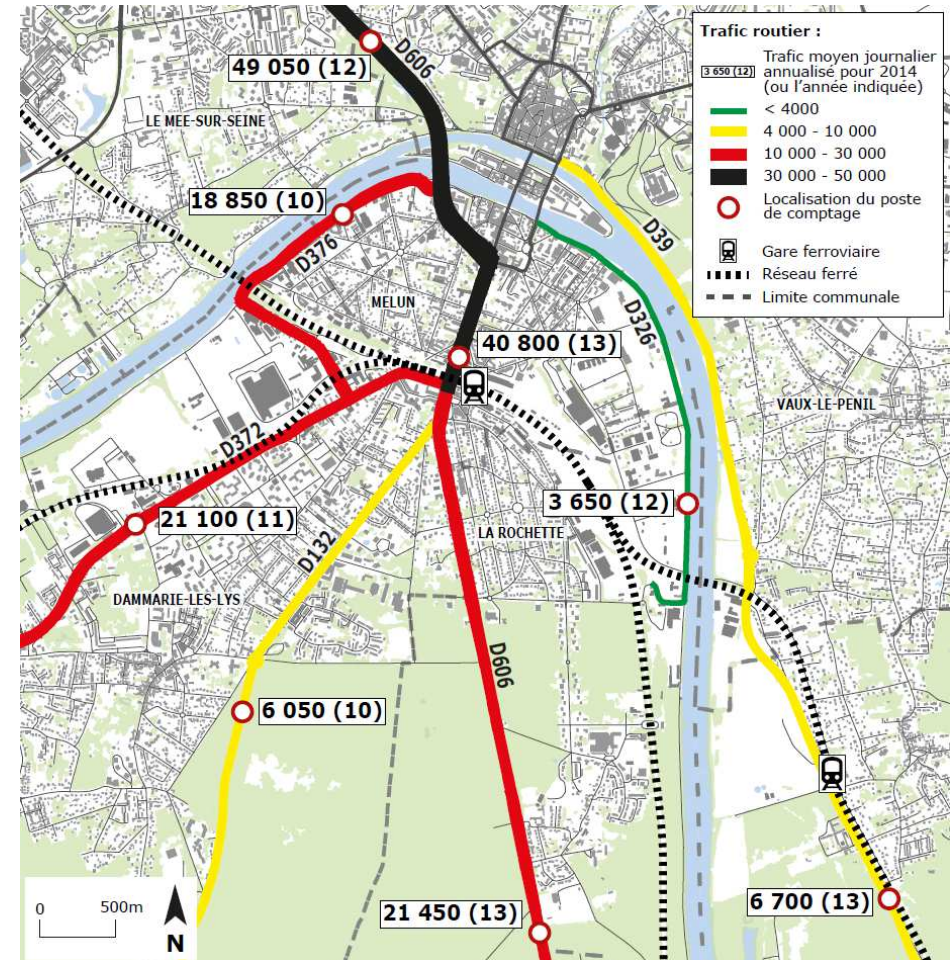 Trafic routier :
3 650 (12)
Trafic moyen journalier
annualisé pour 2014
(ou l'année indiquée)
< 4000
4 000 - 10 000
10 000 - 30 000
30 000 - 50 000
Localisation du poste
de comptage
Gare ferroviaire
Réseau ferré
Limite communale
49 050 (12)
D606
LE MEE-SUR-SEINE
18 850 (10)
D376
D39
MELUN
D326
40 800 (13)
VAUX-LE-PENIL
D372
3 650 (12)
21 100 (11)
D132
LA ROCHETTE
DAMMARIE-LES-LYS
D606
6 050 (10)
21 450 (13)
6 700 (13)
0 500m
N